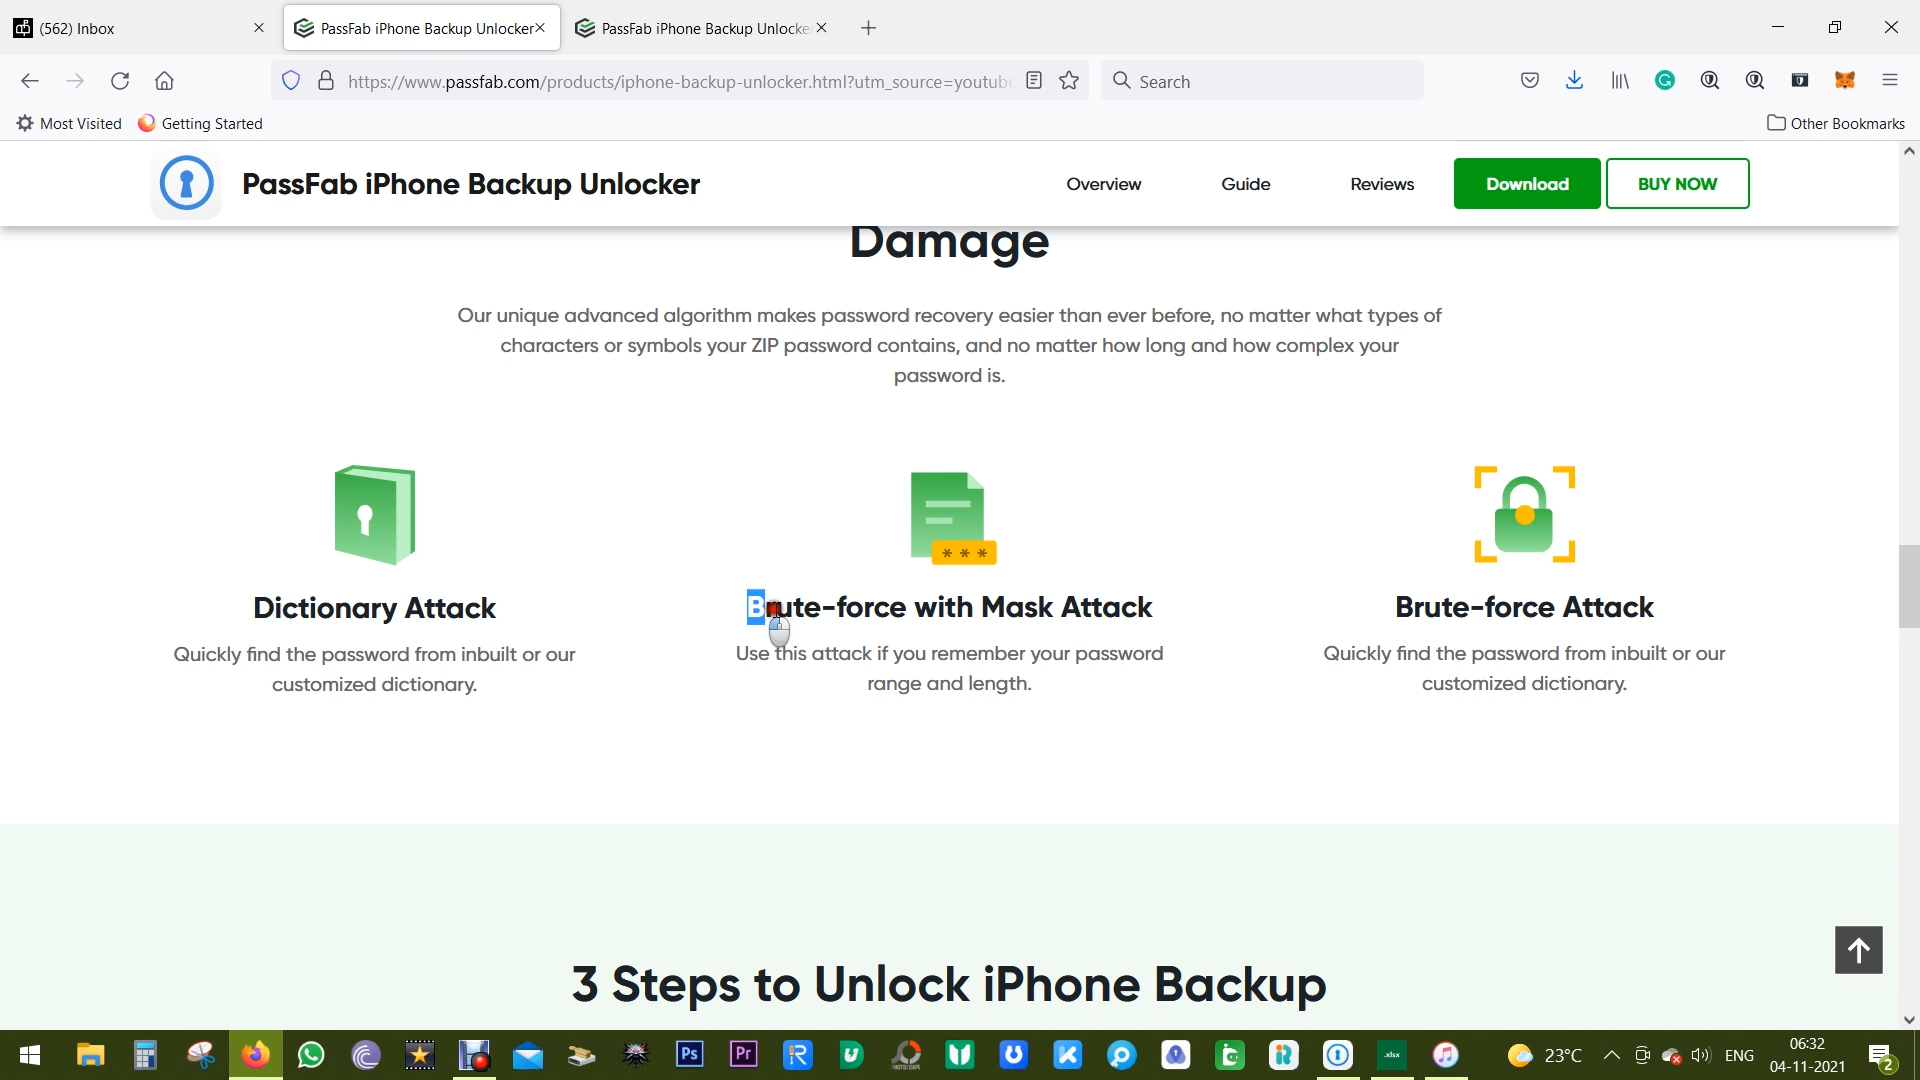 (562) Inbox
PassFab iPhone Backup Unlocker
PassFab iPhone Backup Unlocke
https://www.passfab.com/products/iphone-backup-unlocker.html?utm_source=youtube
Search
Most Visited
Getting Started
Other Bookmarks
PassFab iPhone Backup Unlocker
Overview
Guide
Reviews
Download
BUY NOW
Damage
Our unique advanced algorithm makes password recovery easier than ever before, no matter what types of
characters or symbols your ZIP password contains, and no matter how long and how complex your
password is.
***
Dictionary Attack
Brute-force with Mask Attack
Brute-force Attack
Quickly find the password from inbuilt or our
customized dictionary.
Use this attack if you remember your password
range and length.
Quickly find the password from inbuilt or our
customized dictionary.
3 Steps to Unlock iPhone Backup
Ps
Pr
.xlsx
23°C
ENG
06:32
04-11-2021
2